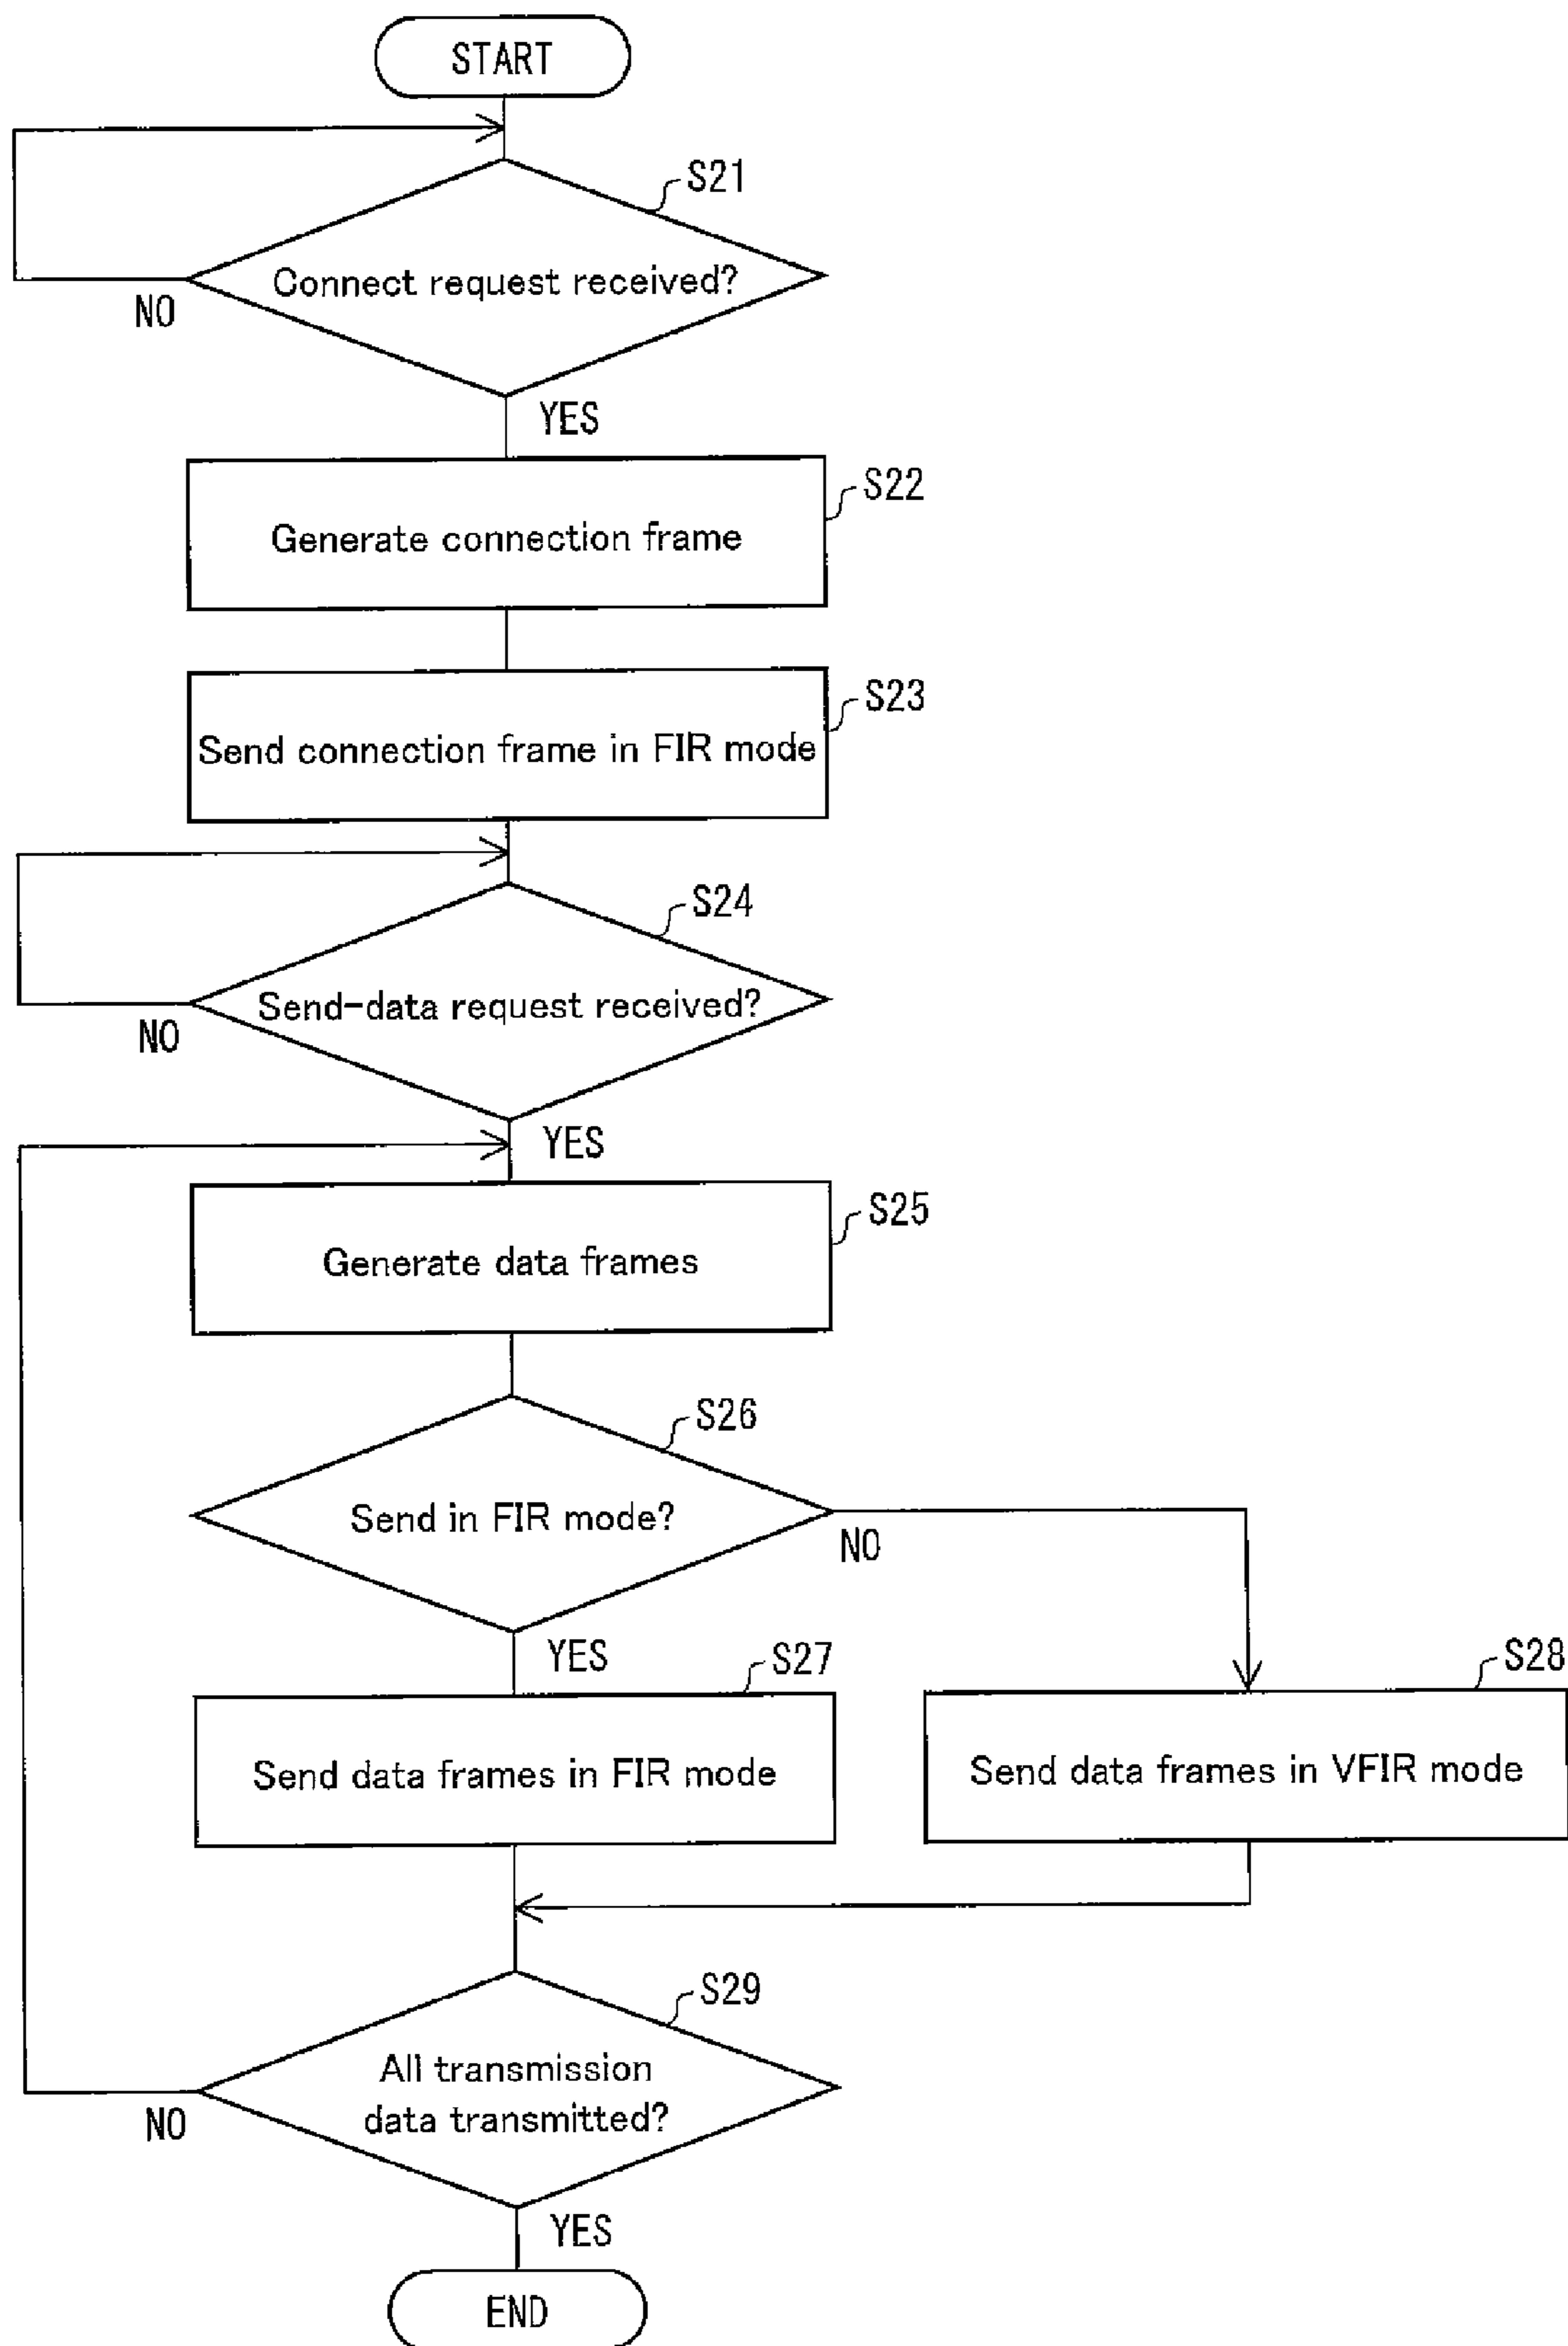 START
S21
Connect request received?
NO
YES
S22
Generate connection frame
S23
Send connection frame in FIR mode
S24
Send-data request received?
NO
YES
S25
Generate data frames
S26
Send in FIR mode?
NO
YES
S27
S28
Send data frames in FIR mode
Send data frames in VFIR mode
S29
All transmission
data transmitted?
NO
YES
END